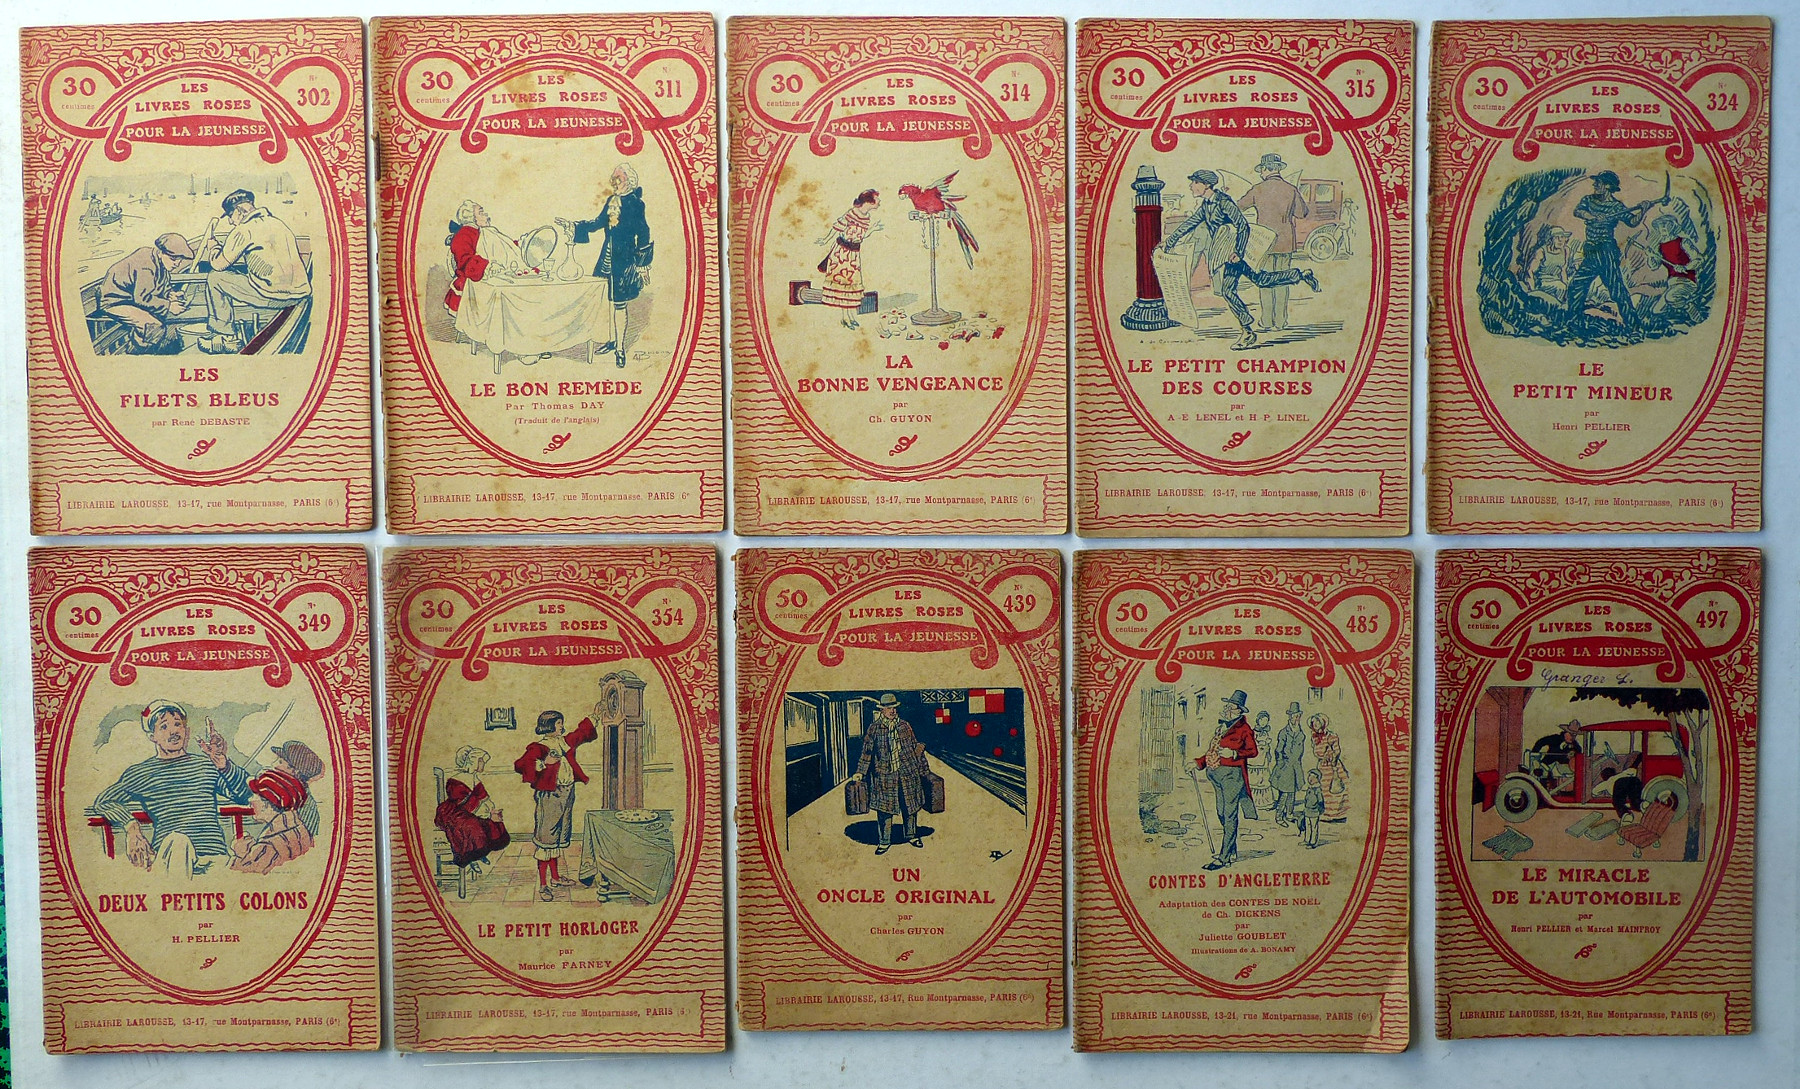 30
centimes
LES
LIVRES ROSES
POUR LA JEUNESSE
N°
302
LES
FILETS BLEUS
par René DEBASTE
LIBRAIRIE LAROUSSE, 13-17, rue Montparnasse, PARIS (6e)
30
centimes
LES
LIVRES ROSES
POUR LA JEUNESSE
N°
311
LE BON REMÈDE
Par Thomas DAY
(Traduit de l'anglais)
LIBRAIRIE LAROUSSE, 13-17, rue Montparnasse, PARIS (6e
30
centimes
LES
LIVRES ROSES
POUR LA JEUNESSE
N°
314
LA
BONNE VENGEANCE
par
Ch. GUYON
LIBRAIRIE LAROUSSE, 13-17, rue Montparnasse, PARIS (6e)
30
centimes
LES
LIVRES ROSES
POUR LA JEUNESSE
N°
315
LE PETIT CHAMPION
DES COURSES
par
A.-E. LENEL et H.-P. LINEL
LIBRAIRIE LAROUSSE, 13-17, rue Montparnasse, PARIS (6e)
30
centimes
LES
LIVRES ROSES
POUR LA JEUNESSE
N°
324
LE
PETIT MINEUR
par
Henri PELLIER
LIBRAIRIE LAROUSSE, 13-17, rue Montparnasse, PARIS (6e)
30
centimes
LES
LIVRES ROSES
POUR LA JEUNESSE
N°
349
DEUX PETITS COLONS
par
H. PELLIER
LIBRAIRIE LAROUSSE, 13-17, rue Montparnasse, PARIS (6e)
30
centimes
LES
LIVRES ROSES
POUR LA JEUNESSE
N°
354
LE PETIT HORLOGER
par
Maurice FARNEY
LIBRAIRIE LAROUSSE, 13-17, rue Montparnasse, PARIS (6e)
50
centimes
LES
LIVRES ROSES
POUR LA JEUNESSE
N°
439
UN
ONCLE ORIGINAL
par
Charles GUYON
LIBRAIRIE LAROUSSE, 13-17, Rue Montparnasse, PARIS (6e)
50
centimes
LES
LIVRES ROSES
POUR LA JEUNESSE
N°
485
CONTES D'ANGLETERRE
Adaptation des CONTES DE NOËL
de Ch. DICKENS
par
Juliette GOUBLET
Illustrations de A. BONAMY
LIBRAIRIE LAROUSSE, 13-21, rue Montparnasse, PARIS (6e)
50
centimes
LES
LIVRES ROSES
POUR LA JEUNESSE
N°
497
Granger L.
LE MIRACLE
DE L'AUTOMOBILE
par
Henri PELLIER et Marcel MAINFROY
LIBRAIRIE LAROUSSE, 13-21, Rue Montparnasse, PARIS (6e)